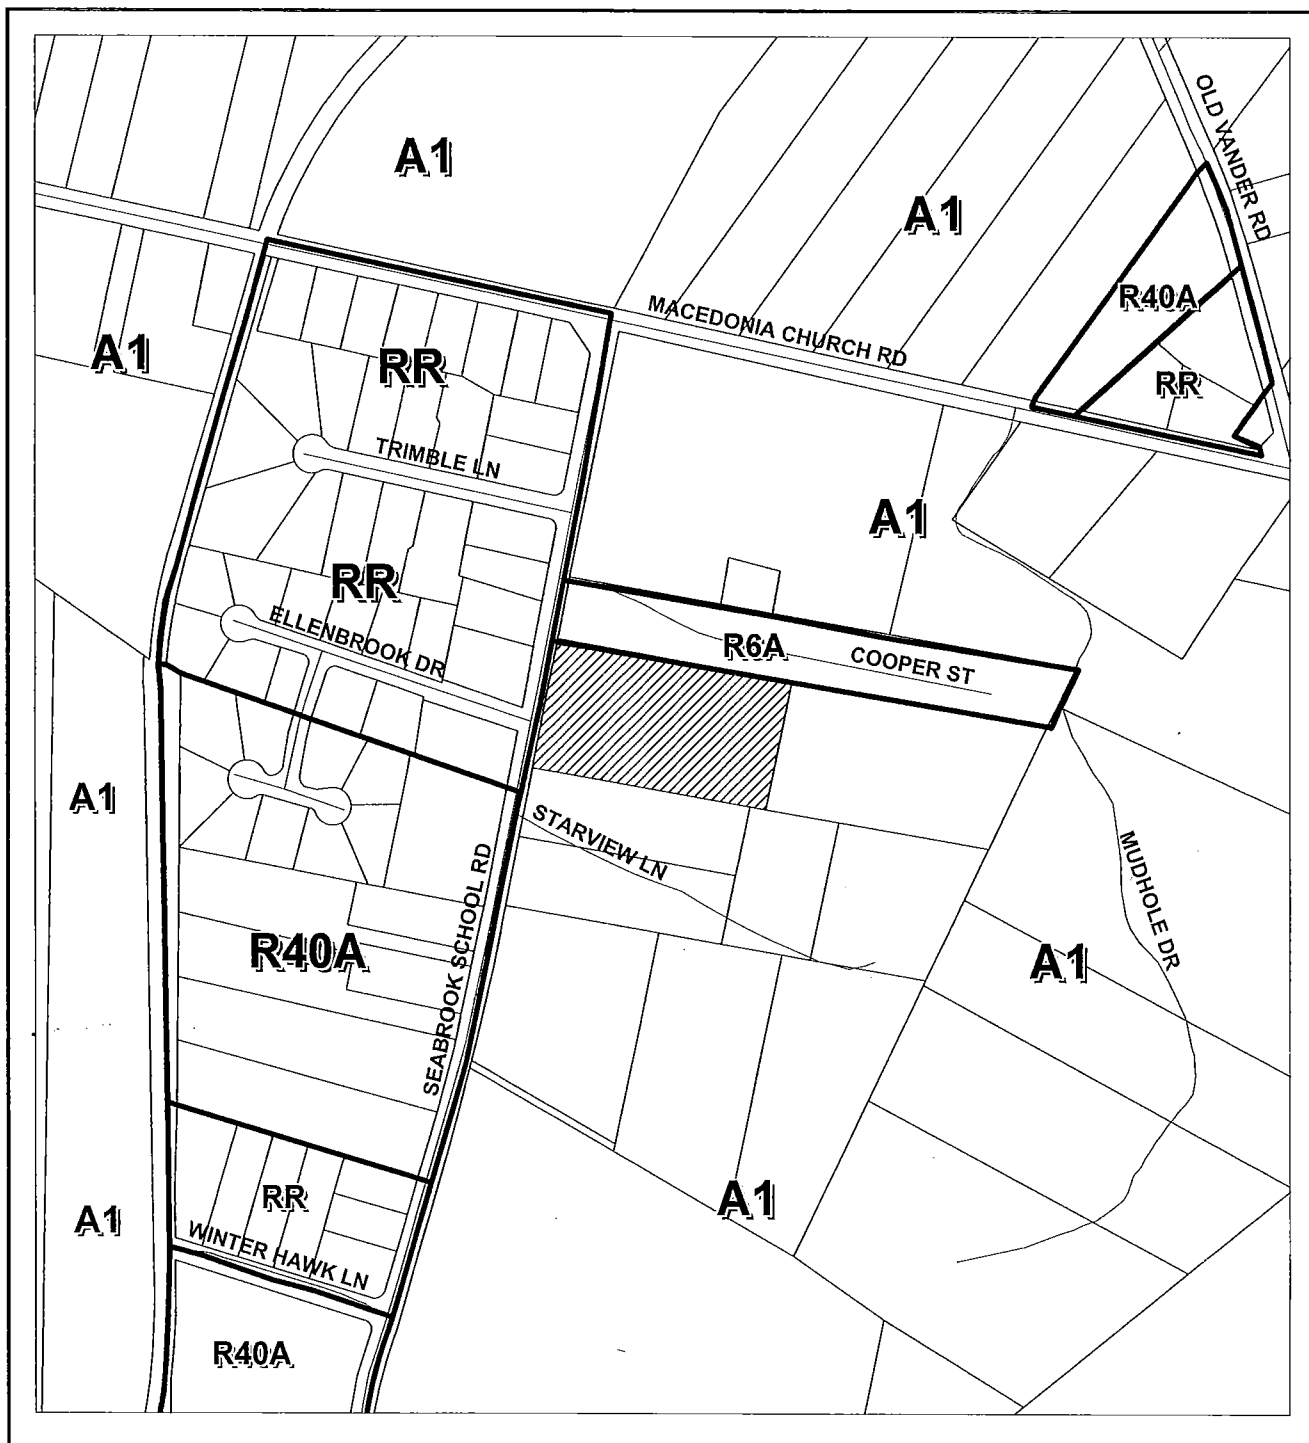 OLD VANDER RD
A1
A1
R40A
MACEDONIA CHURCH RD
A1
RR
RR
TRIMBLE LN
A1
RR
ELLENBROOK DR
R6A
COOPER ST
A1
STARVIEW LN
MUDHOLE DR
SEABROOK SCHOOL RD
R40A
A1
RR
A1
A1
WINTER HAWK LN
R40A